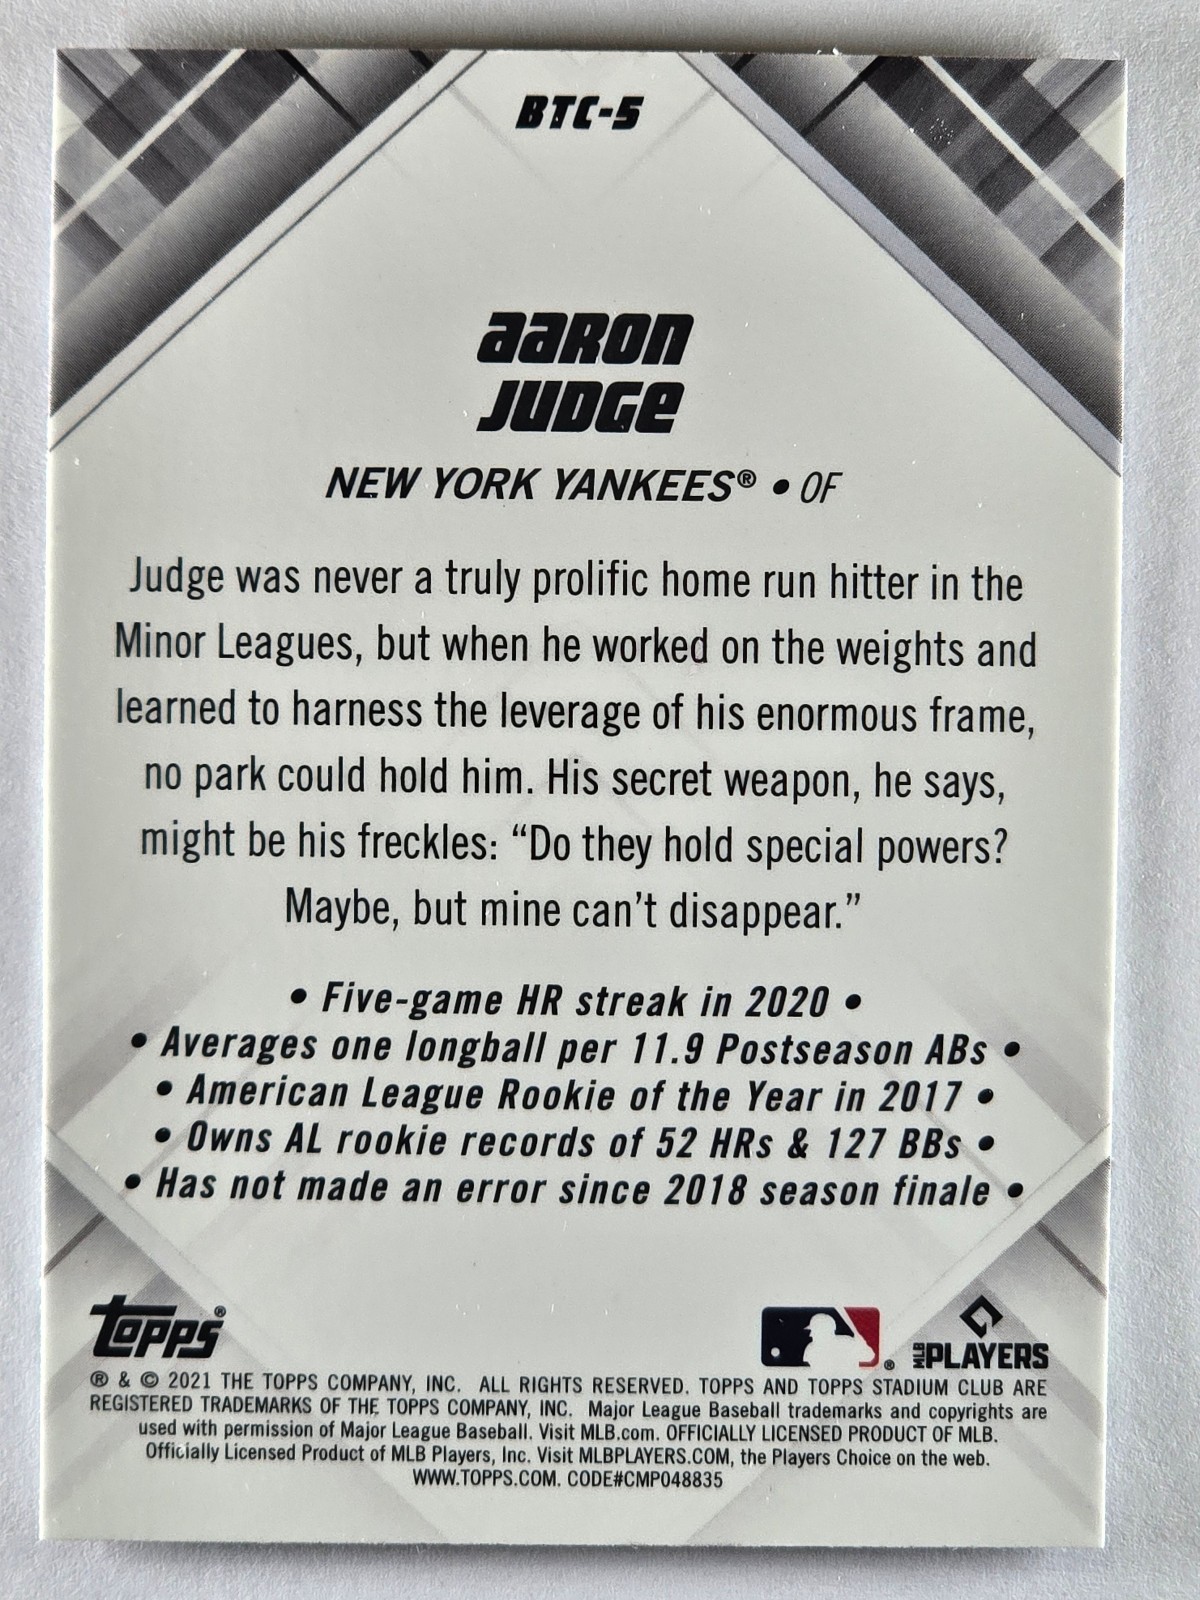 BTC-5
AARON
JUDGE
NEW YORK YANKEES® • OF
Judge was never a truly prolific home run hitter in the
Minor Leagues, but when he worked on the weights and
learned to harness the leverage of his enormous frame,
no park could hold him. His secret weapon, he says,
might be his freckles: “Do they hold special powers?
Maybe, but mine can’t disappear.”
• Five-game HR streak in 2020 •
• Averages one longball per 11.9 Postseason ABs •
• American League Rookie of the Year in 2017 •
• Owns AL rookie records of 52 HRs & 127 BBs •
• Has not made an error since 2018 season finale •
topps®
®
MLB PLAYERS
® & © 2021 THE TOPPS COMPANY, INC. ALL RIGHTS RESERVED. TOPPS AND TOPPS STADIUM CLUB ARE
REGISTERED TRADEMARKS OF THE TOPPS COMPANY, INC. Major League Baseball trademarks and copyrights are
used with permission of Major League Baseball. Visit MLB.com. OFFICIALLY LICENSED PRODUCT OF MLB.
Officially Licensed Product of MLB Players, Inc. Visit MLBPLAYERS.COM, the Players Choice on the web.
WWW.TOPPS.COM. CODE#CMP048835